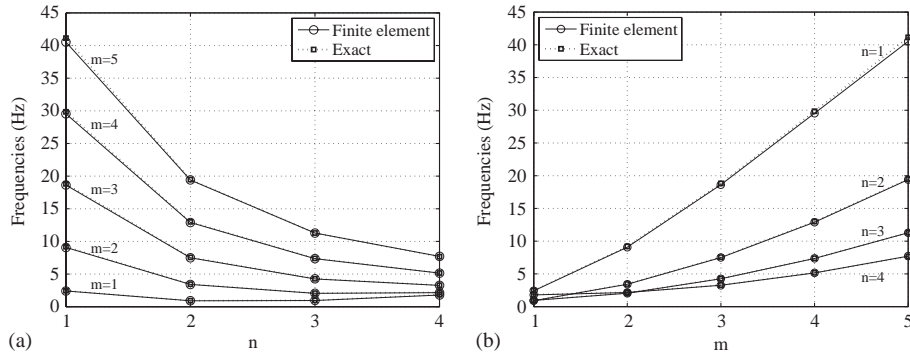 45
40
35
30
25
20
15
10
5
0
Frequencies (Hz)
Finite element
Exact
m=5
m=4
m=3
m=2
m=1
1 2 3 4
(a)
n
45
40
35
30
25
20
15
10
5
0
Frequencies (Hz)
Finite element
Exact
n=1
n=2
n=3
n=4
1 2 3 4 5
(b)
m